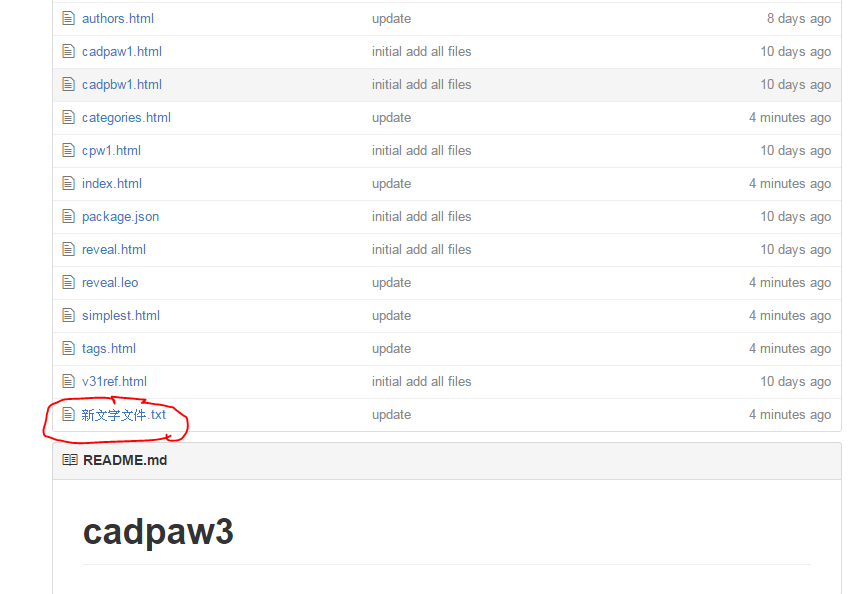 authors.html update 8 days ago
cadpaw1.html initial add all files 10 days ago
cadpbw1.html initial add all files 10 days ago
categories.html update 4 minutes ago
cpw1.html initial add all files 10 days ago
index.html update 4 minutes ago
package.json initial add all files 10 days ago
reveal.html initial add all files 10 days ago
reveal.leo update 4 minutes ago
simplest.html update 4 minutes ago
tags.html update 4 minutes ago
v31ref.html initial add all files 10 days ago
新文字文件.txt update 4 minutes ago
README.md
cadpaw3